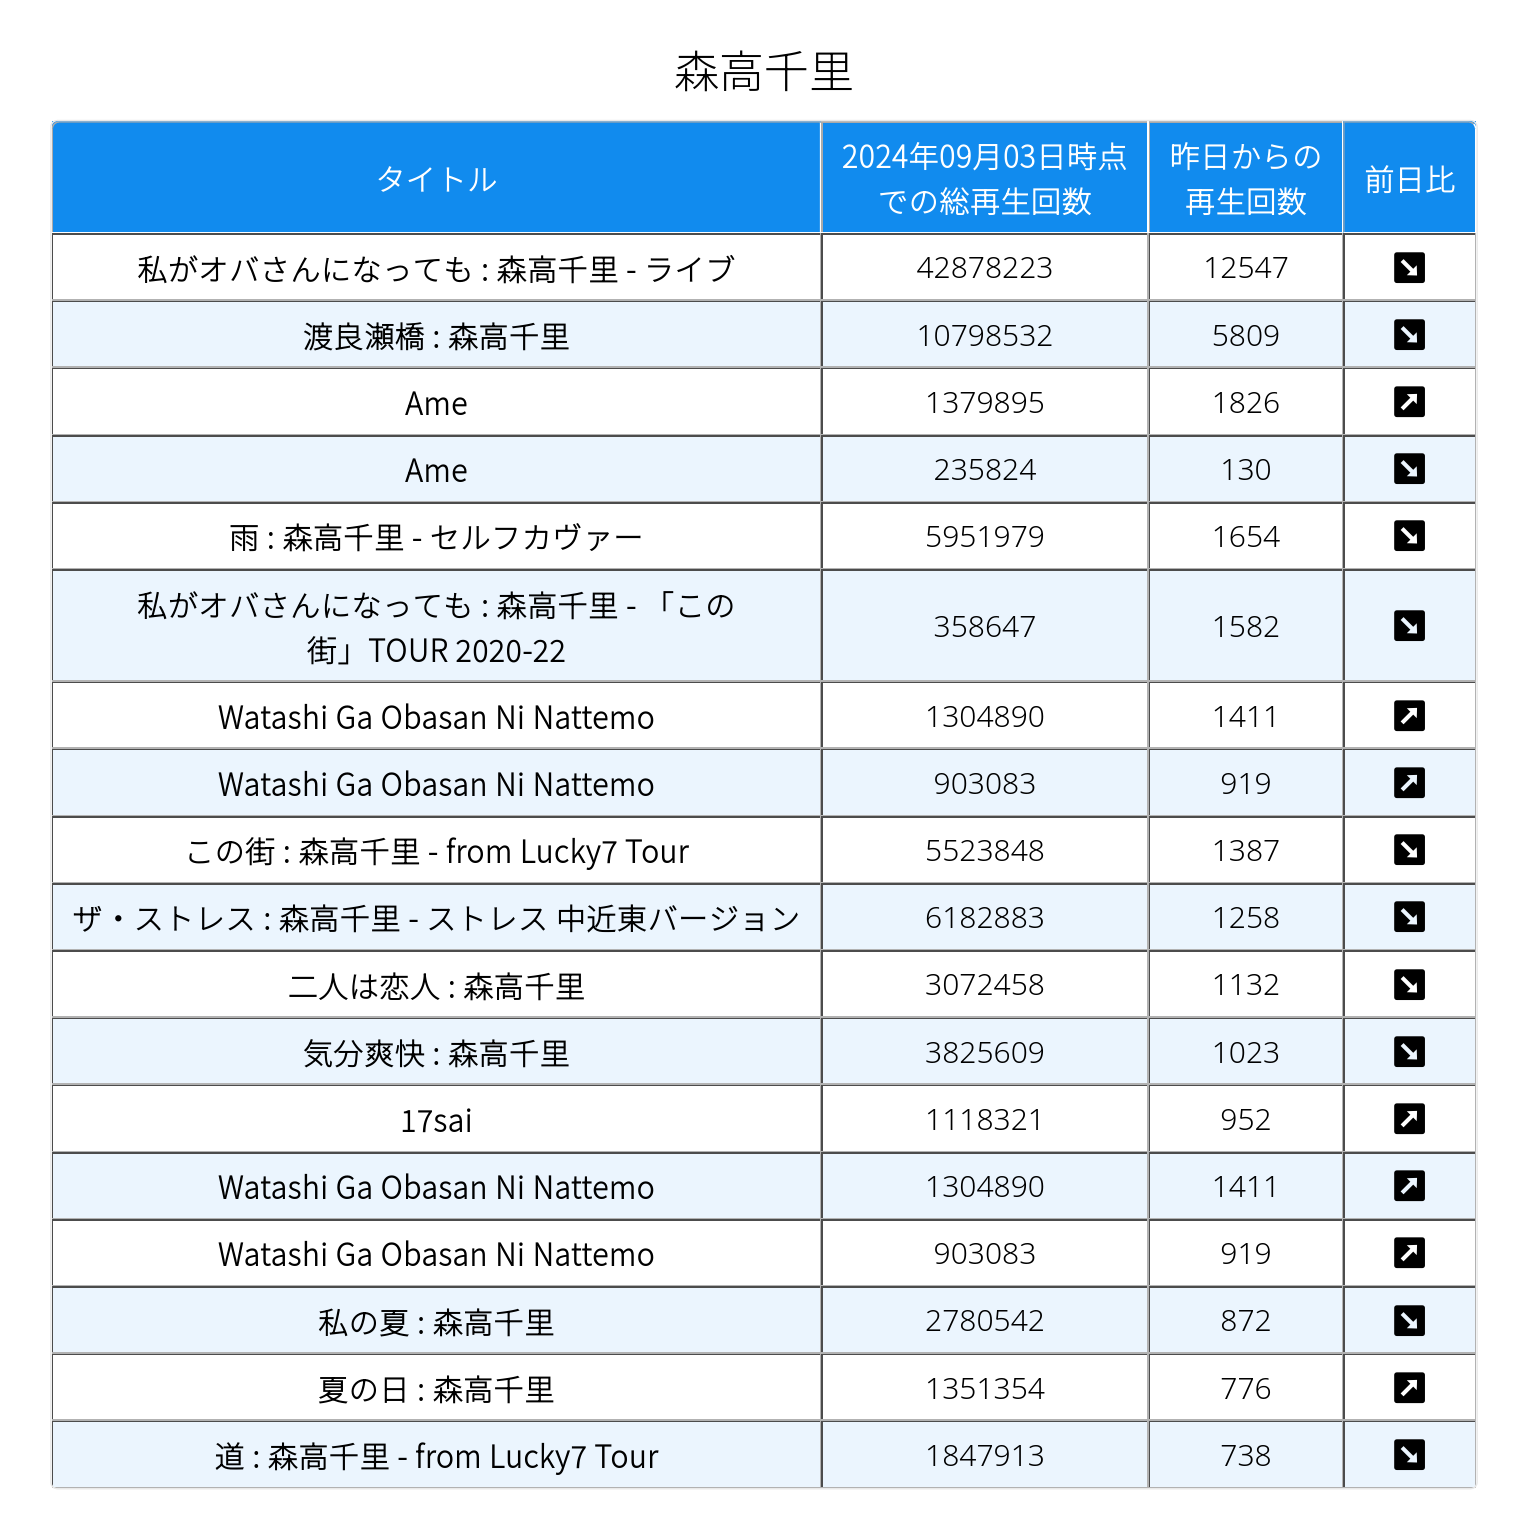 森高千里
タイトル
2024年09月03日時点
での総再生回数
昨日からの
再生回数
前日比
私がオバさんになっても : 森高千里 - ライブ 42878223 12547
渡良瀬橋 : 森高千里 10798532 5809
Ame 1379895 1826
Ame 235824 130
雨 : 森高千里 - セルフカヴァー 5951979 1654
私がオバさんになっても : 森高千里 - 「この
街」TOUR 2020-22 358647 1582
Watashi Ga Obasan Ni Nattemo 1304890 1411
Watashi Ga Obasan Ni Nattemo 903083 919
この街 : 森高千里 - from Lucky7 Tour 5523848 1387
ザ・ストレス : 森高千里 - ストレス 中近東バージョン 6182883 1258
二人は恋人 : 森高千里 3072458 1132
気分爽快 : 森高千里 3825609 1023
17sai 1118321 952
Watashi Ga Obasan Ni Nattemo 1304890 1411
Watashi Ga Obasan Ni Nattemo 903083 919
私の夏 : 森高千里 2780542 872
夏の日 : 森高千里 1351354 776
道 : 森高千里 - from Lucky7 Tour 1847913 738